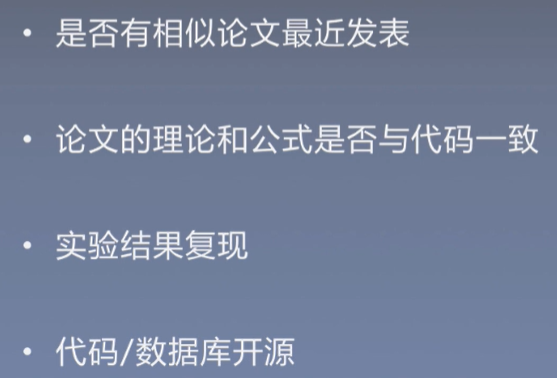 • 是否有相似论文最近发表
• 论文的理论和公式是否与代码一致
• 实验结果复现
• 代码/数据库开源